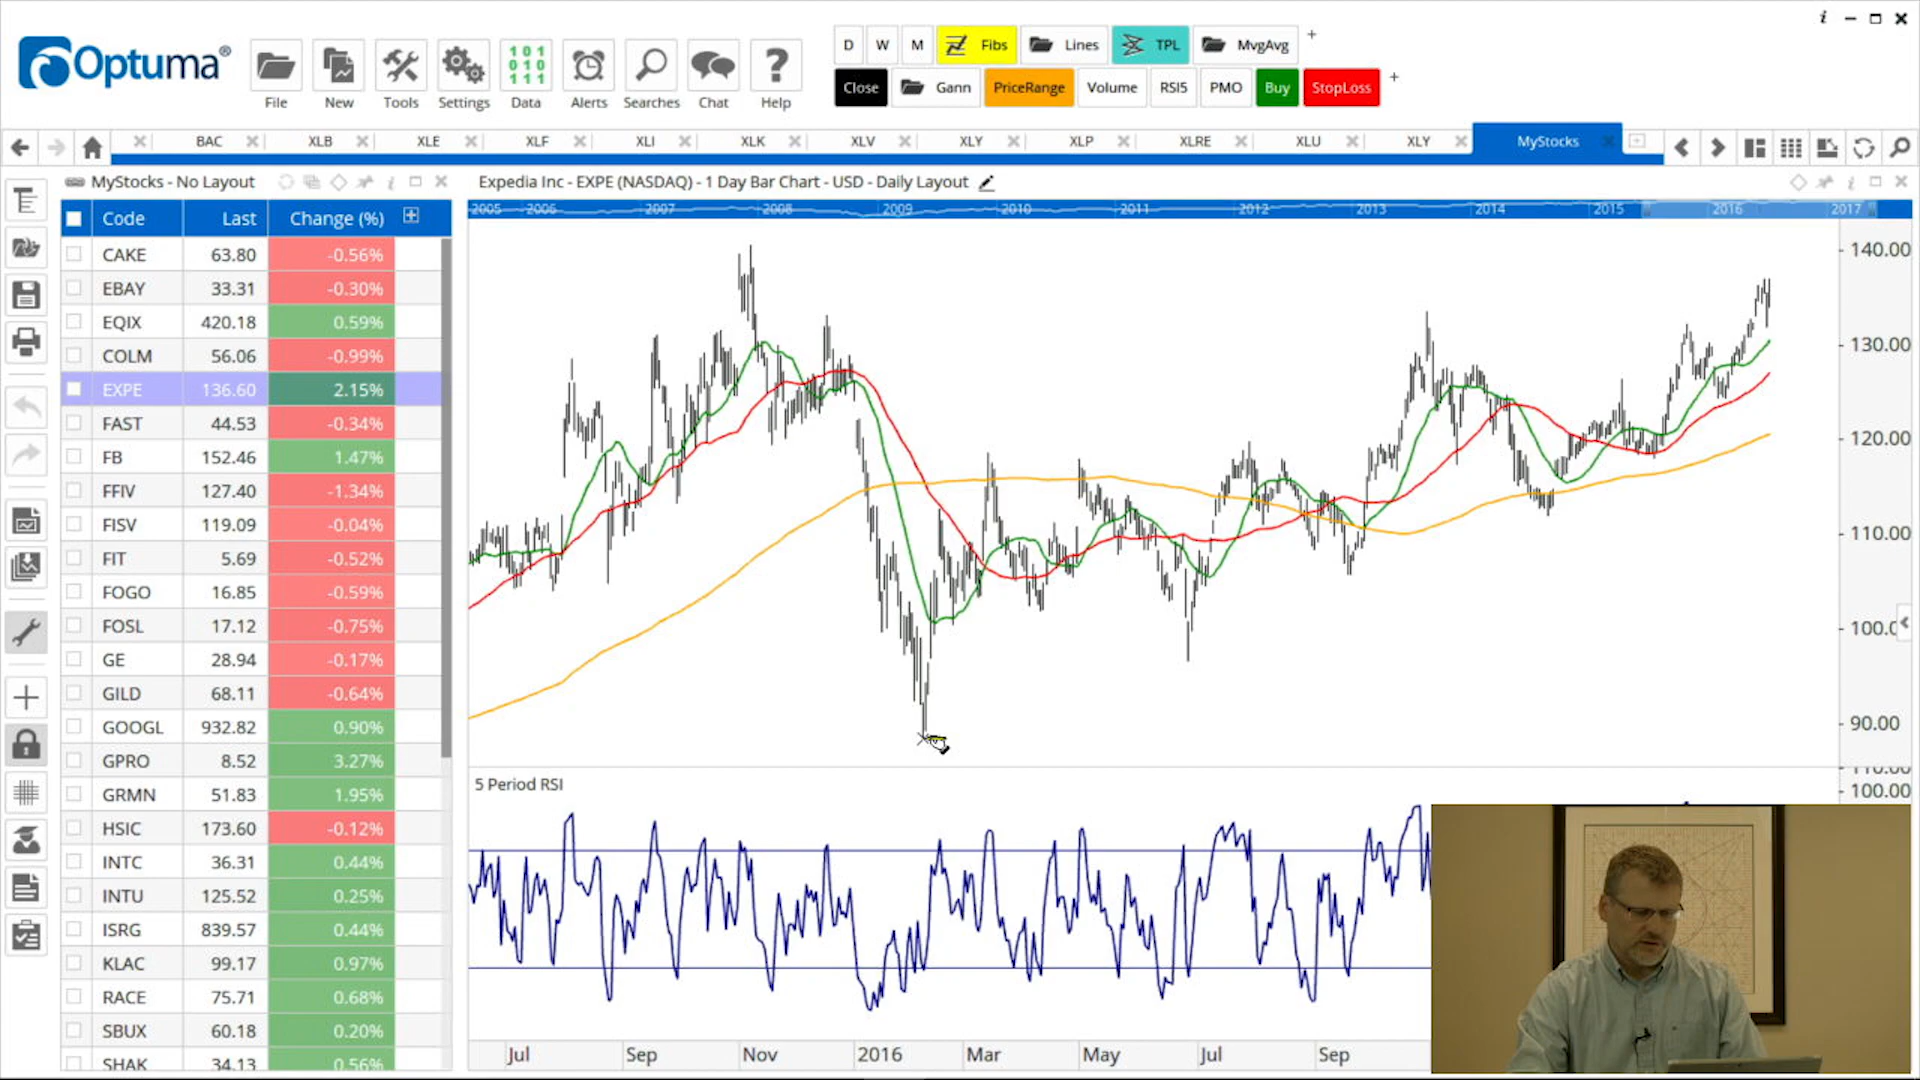 i
Optuma®
File
New
Tools
Settings
101
010
111
Data
Alerts
Searches
Chat
?
Help
D W M Fibs Lines TPL MvgAvg +
Close Gann PriceRange Volume RSI5 PMO Buy StopLoss +
BAC XLB XLE XLF XLI XLK XLV XLY XLP XLRE XLU XLY MyStocks
MyStocks - No Layout
Expedia Inc - EXPE (NASDAQ) - 1 Day Bar Chart - USD - Daily Layout
Code Last Change (%)
CAKE 63.80 -0.56%
EBAY 33.31 -0.30%
EQIX 420.18 0.59%
COLM 56.06 -0.99%
EXPE 136.60 2.15%
FAST 44.53 -0.34%
FB 152.46 1.47%
FFIV 127.40 -1.34%
FISV 119.09 -0.04%
FIT 5.69 -0.52%
FOGO 16.85 -0.59%
FOSL 17.12 -0.75%
GE 28.94 -0.17%
GILD 68.11 -0.64%
GOOGL 932.82 0.90%
GPRO 8.52 3.27%
GRMN 51.83 1.95%
HSIC 173.60 -0.12%
INTC 36.31 0.44%
INTU 125.52 0.25%
ISRG 839.57 0.44%
KLAC 99.17 0.97%
RACE 75.71 0.68%
SBUX 60.18 0.20%
SHAK 34.13 0.56%
2005 2006 2007 2008 2009 2010 2011 2012 2013 2014 2015 2016 2017
140.00
130.00
120.00
110.00
100.0
90.00
110.00
100.00
5 Period RSI
Jul Sep Nov 2016 Mar May Jul Sep